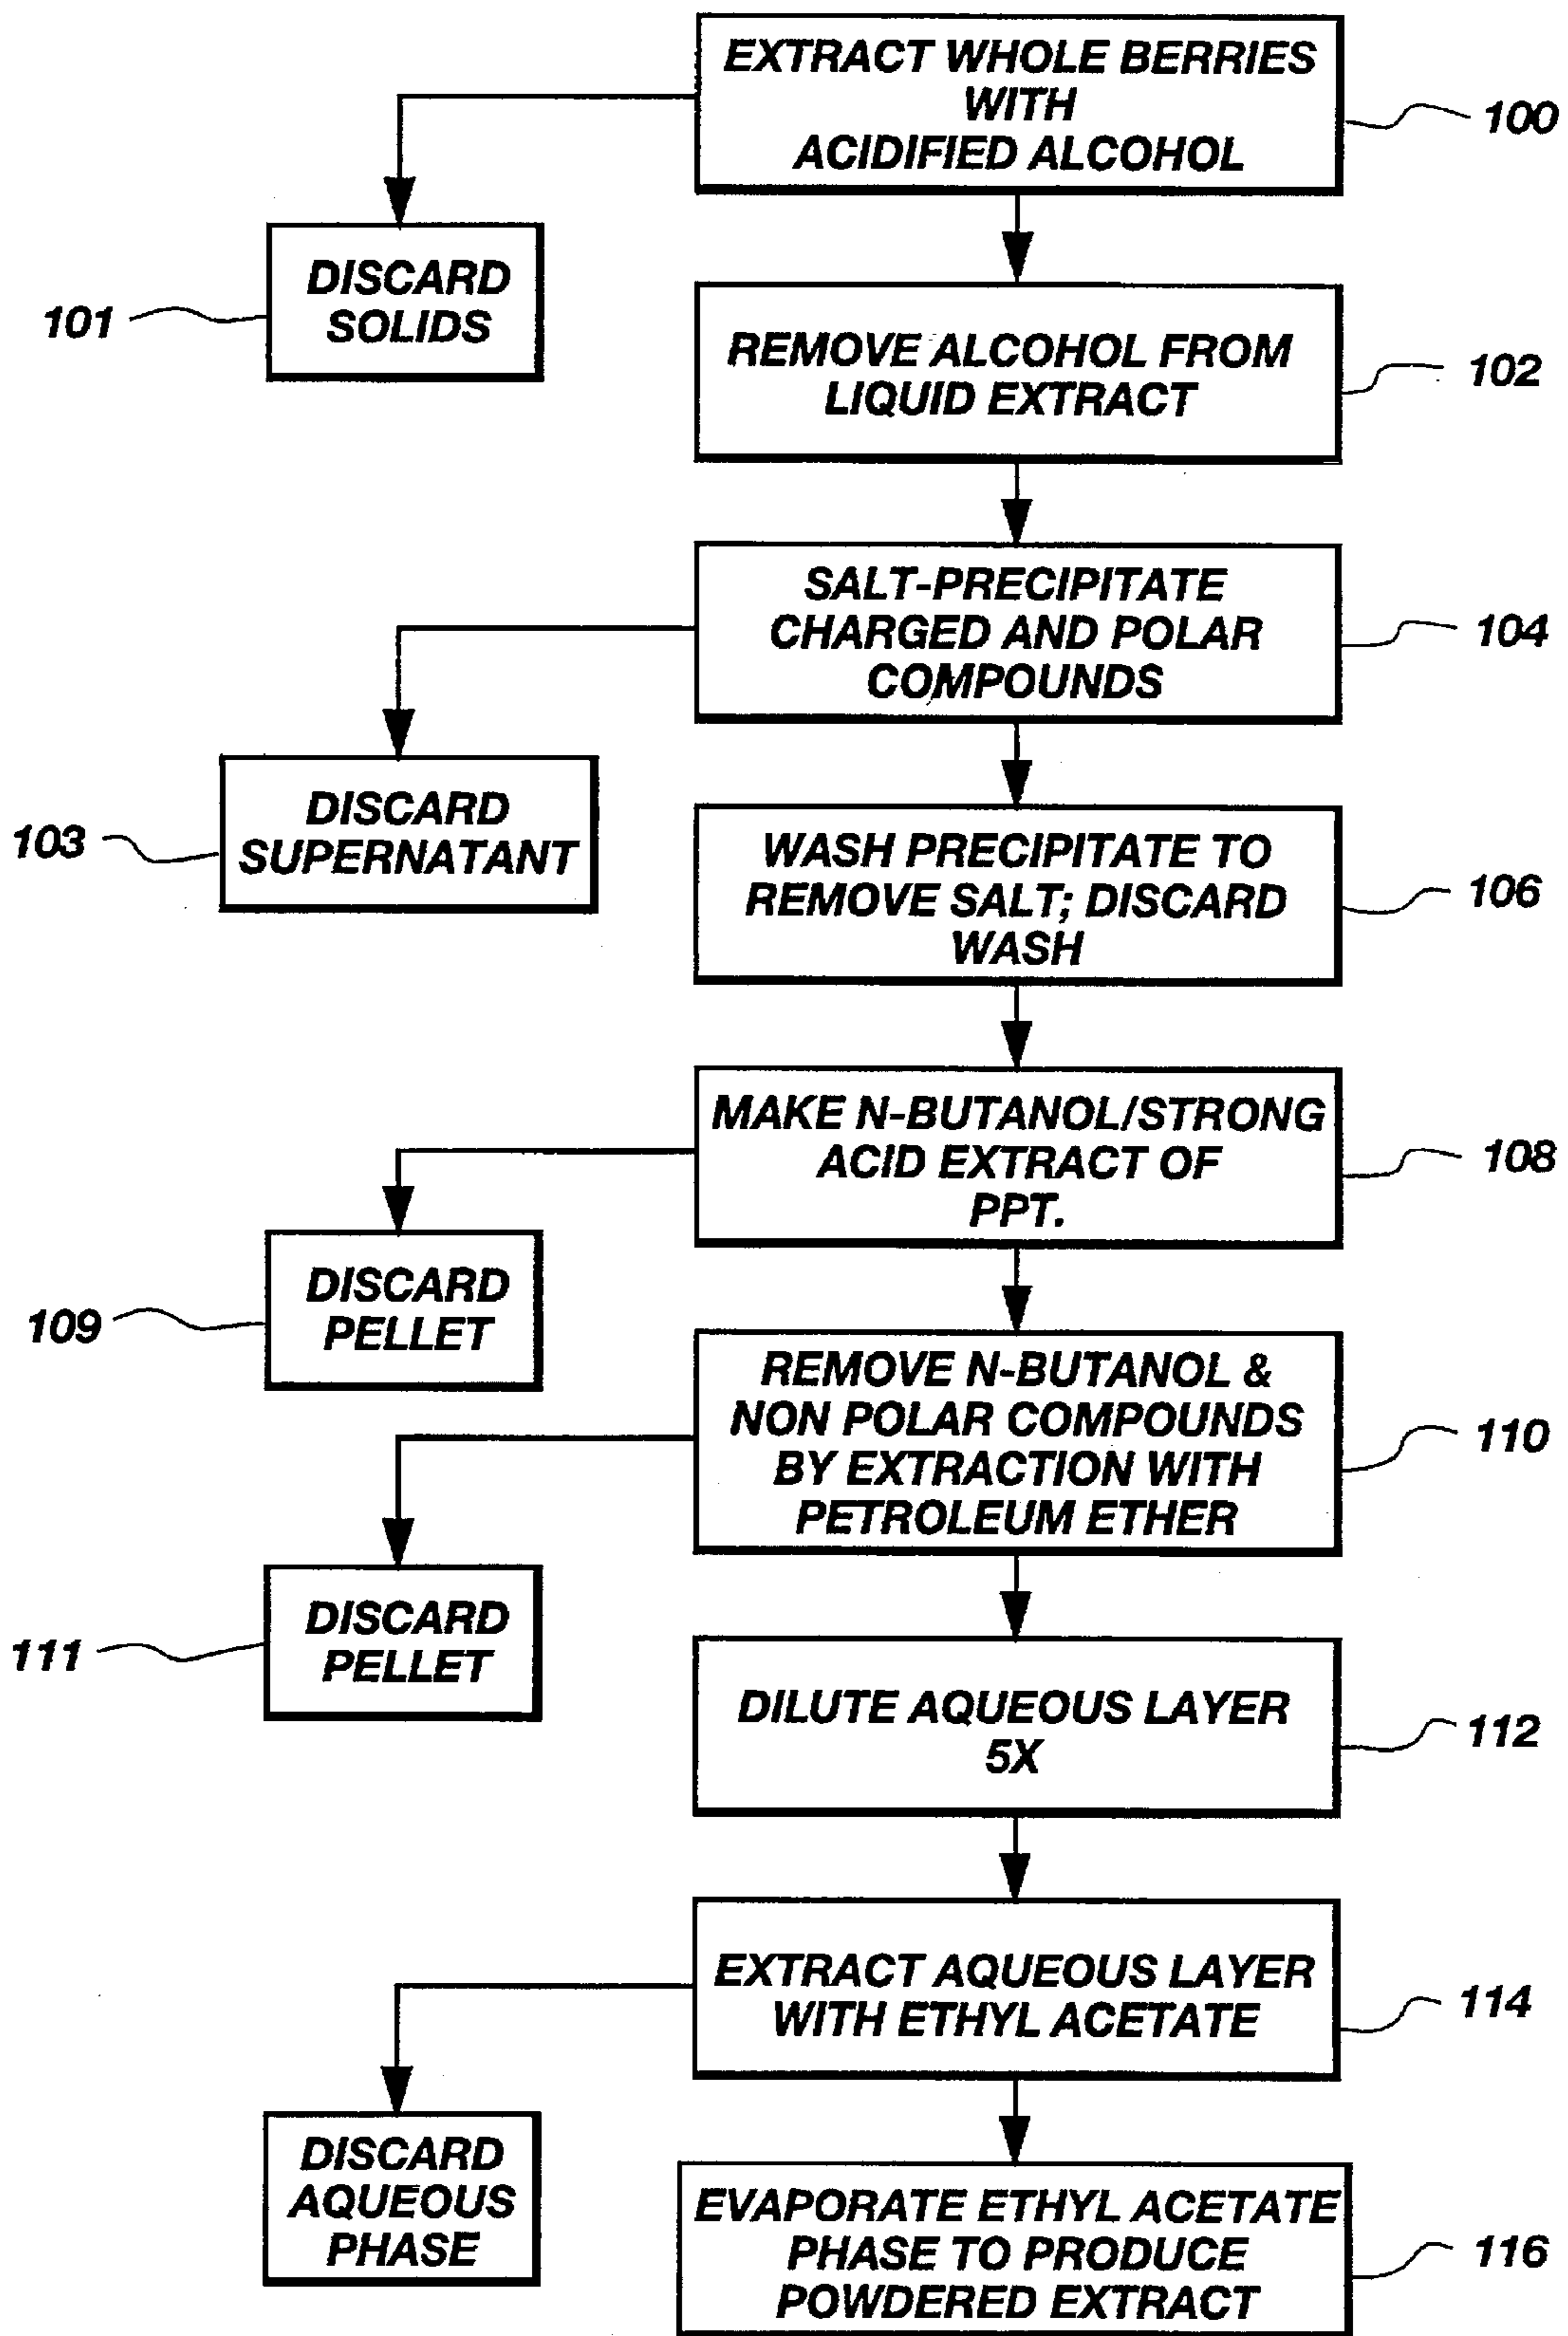 EXTRACT WHOLE BERRIES
WITH
ACIDIFIED ALCOHOL
100
DISCARD
SOLIDS
101
REMOVE ALCOHOL FROM
LIQUID EXTRACT
102
SALT-PRECIPITATE
CHARGED AND POLAR
COMPOUNDS
104
DISCARD
SUPERNATANT
103
WASH PRECIPITATE TO
REMOVE SALT; DISCARD
WASH
106
MAKE N-BUTANOL/STRONG
ACID EXTRACT OF
PPT.
108
DISCARD
PELLET
109
REMOVE N-BUTANOL &
NON POLAR COMPOUNDS
BY EXTRACTION WITH
PETROLEUM ETHER
110
DISCARD
PELLET
111
DILUTE AQUEOUS LAYER
5X
112
EXTRACT AQUEOUS LAYER
WITH ETHYL ACETATE
114
DISCARD
AQUEOUS
PHASE
EVAPORATE ETHYL ACETATE
PHASE TO PRODUCE
POWDERED EXTRACT
116